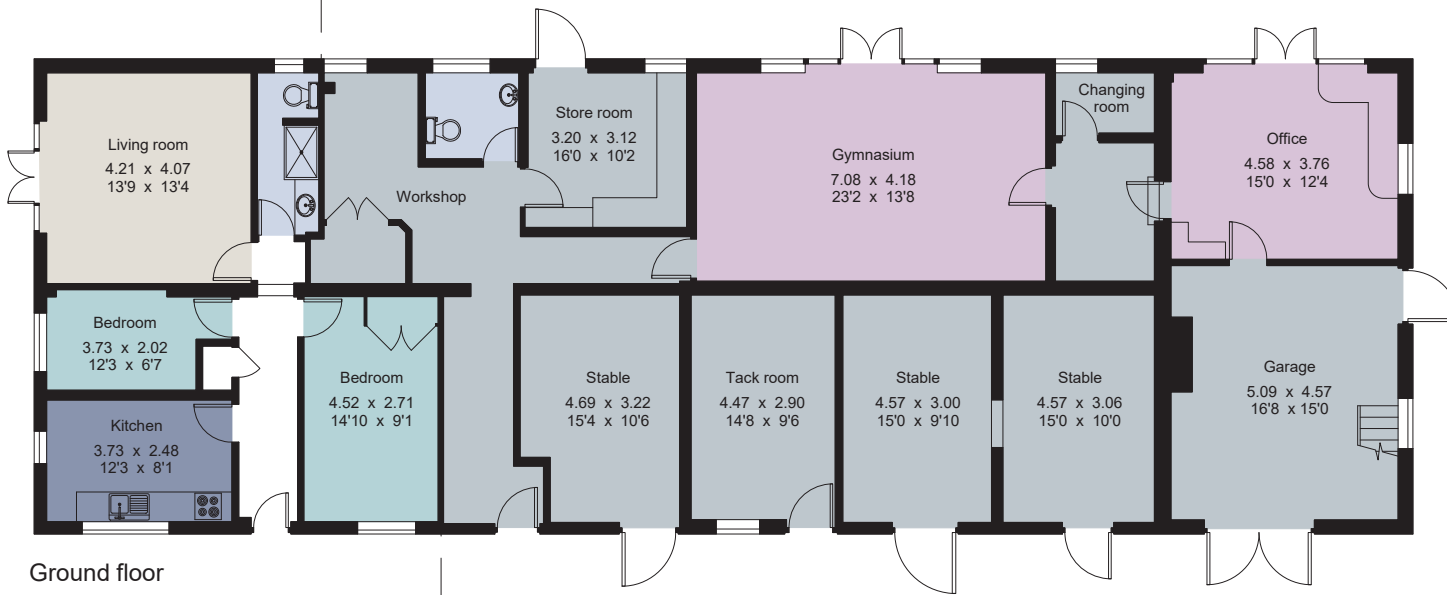 Living room
4.21 x 4.07
13'9 x 13'4
Workshop
Store room
3.20 x 3.12
16'0 x 10'2
Gymnasium
7.08 x 4.18
23'2 x 13'8
Changing
room
Office
4.58 x 3.76
15'0 x 12'4
Bedroom
3.73 x 2.02
12'3 x 6'7
Kitchen
3.73 x 2.48
12'3 x 8'1
Bedroom
4.52 x 2.71
14'10 x 9'1
Stable
4.69 x 3.22
15'4 x 10'6
Tack room
4.47 x 2.90
14'8 x 9'6
Stable
4.57 x 3.00
15'0 x 9'10
Stable
4.57 x 3.06
15'0 x 10'0
Garage
5.09 x 4.57
16'8 x 15'0
Ground floor